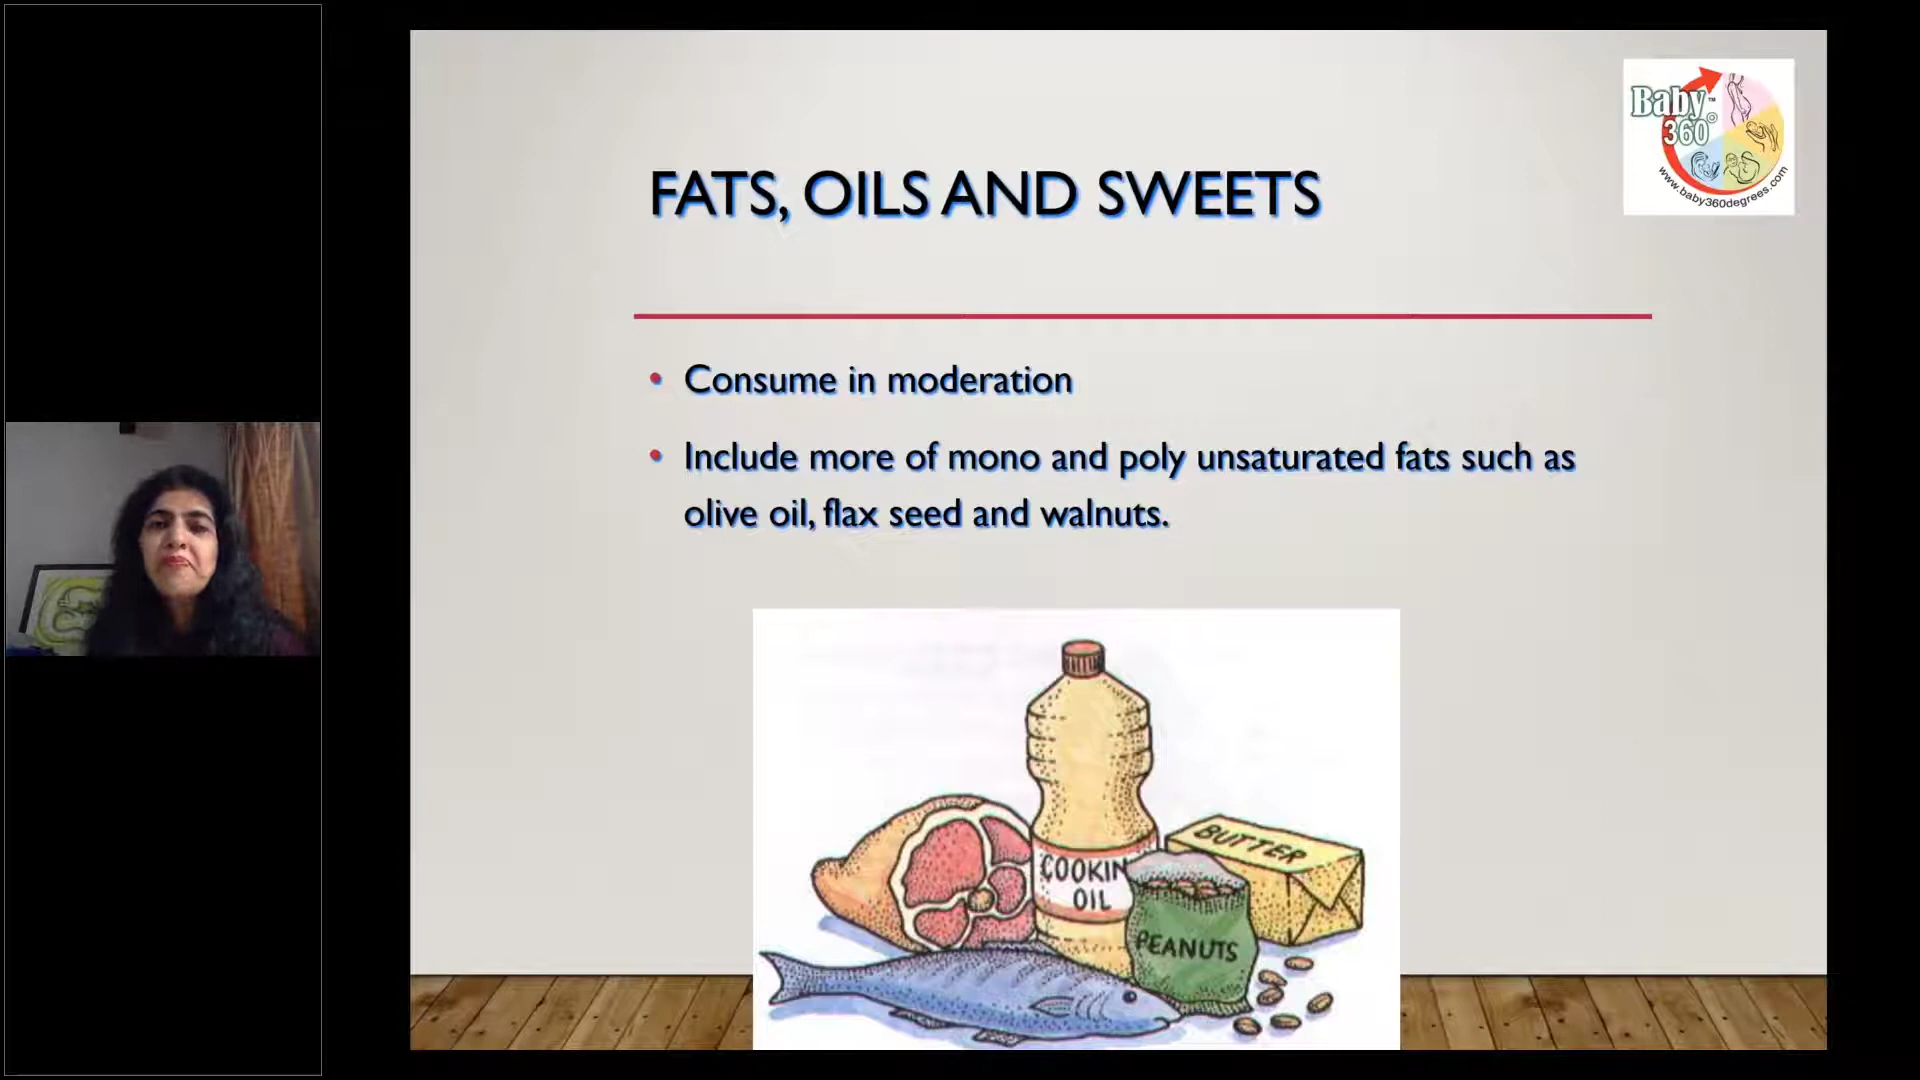 Baby™
360°
www.baby360degrees.com
FATS, OILS AND SWEETS
• Consume in moderation
• Include more of mono and poly unsaturated fats such as
olive oil, flax seed and walnuts.
COOKIN
OIL
BUTTER
PEANUTS